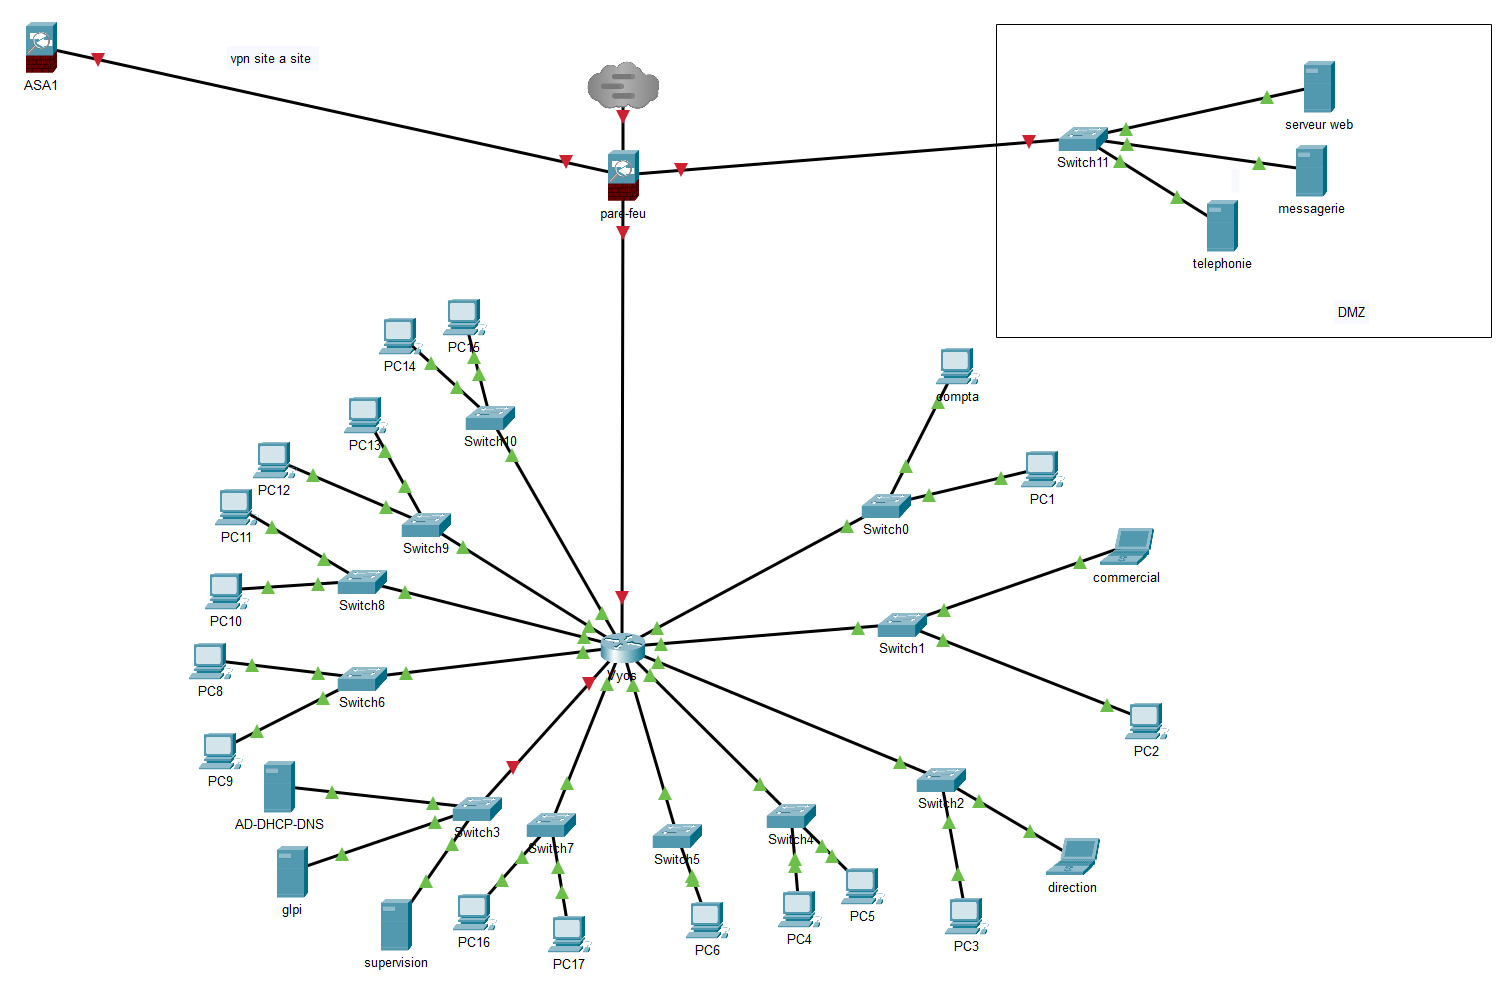 vpn site a site
ASA1
serveur web
Switch11
messagerie
pare-feu
telephonie
DMZ
PC15
PC14
compta
PC13
Switch10
PC12
PC1
PC11
Switch0
Switch9
commercial
Switch8
PC10
Switch1
Vyos
PC8
Switch6
PC2
PC9
Switch2
AD-DHCP-DNS
Switch3
Switch4
Switch7
Switch5
direction
glpi
PC5
PC4
PC16
PC3
PC6
supervision
PC17